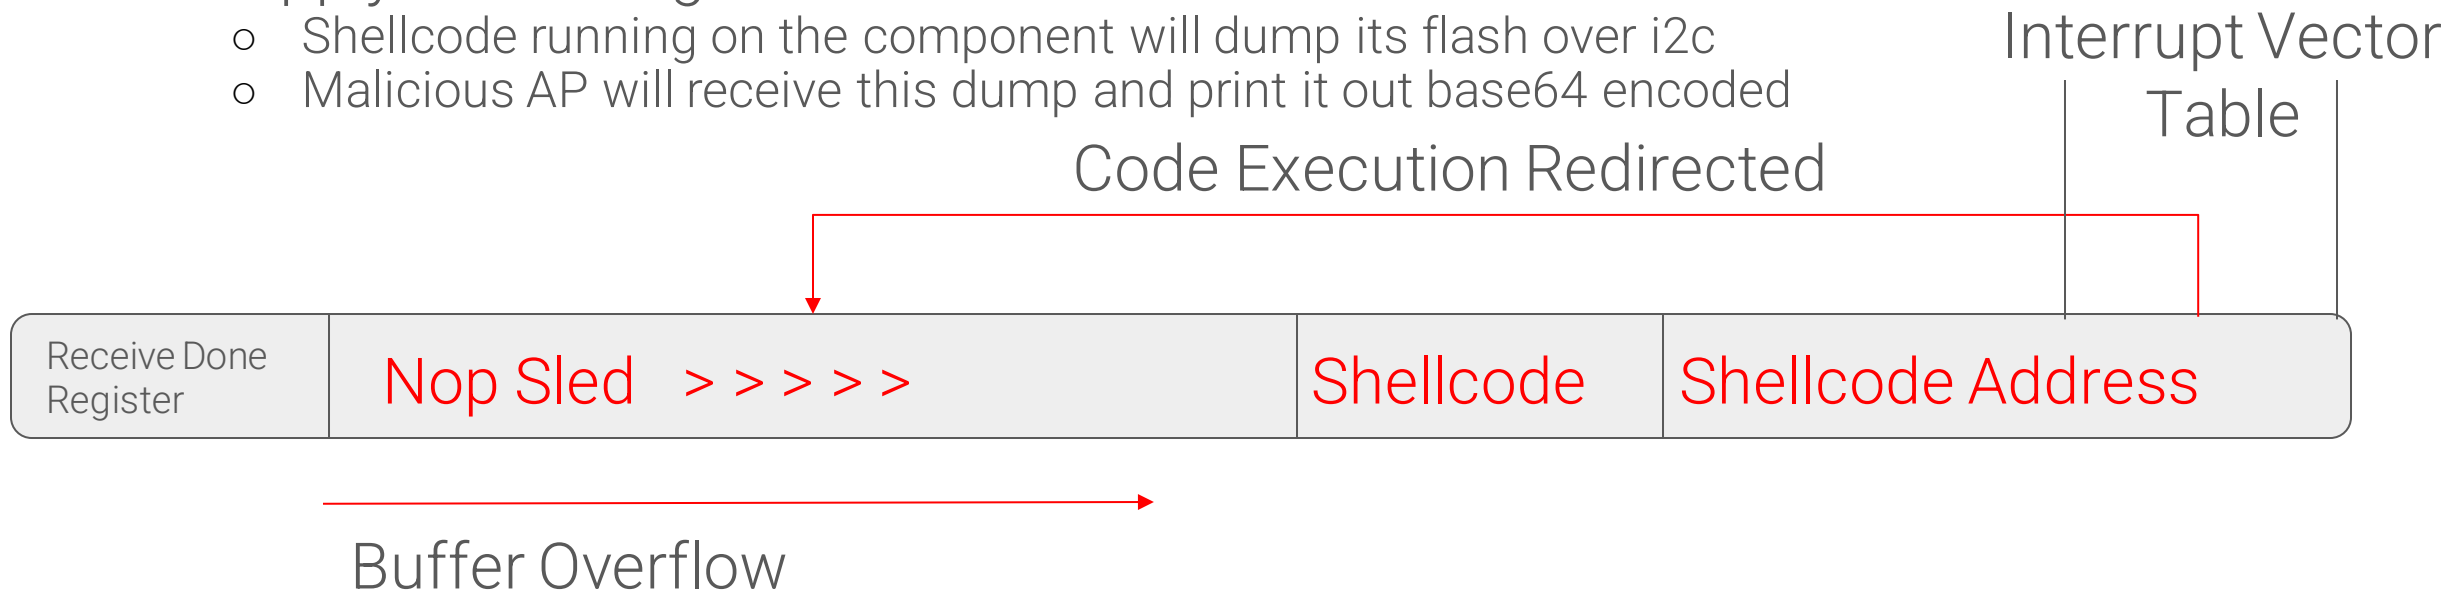 ○ Shellcode running on the component will dump its flash over i2c
○ Malicious AP will receive this dump and print it out base64 encoded
Interrupt Vector
Table
Code Execution Redirected
Receive Done
Register
Nop Sled > > > > >
Shellcode
Shellcode Address
Buffer Overflow